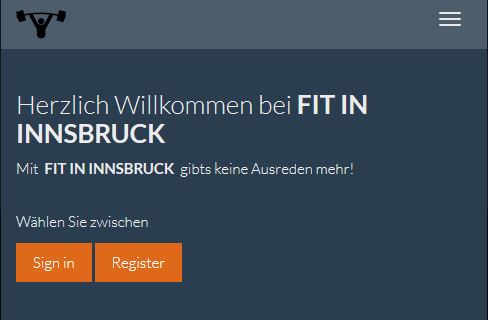 Herzlich Willkommen bei FIT IN
INNSBRUCK
Mit FIT IN INNSBRUCK gibts keine Ausreden mehr!
Wählen Sie zwischen
Sign in Register